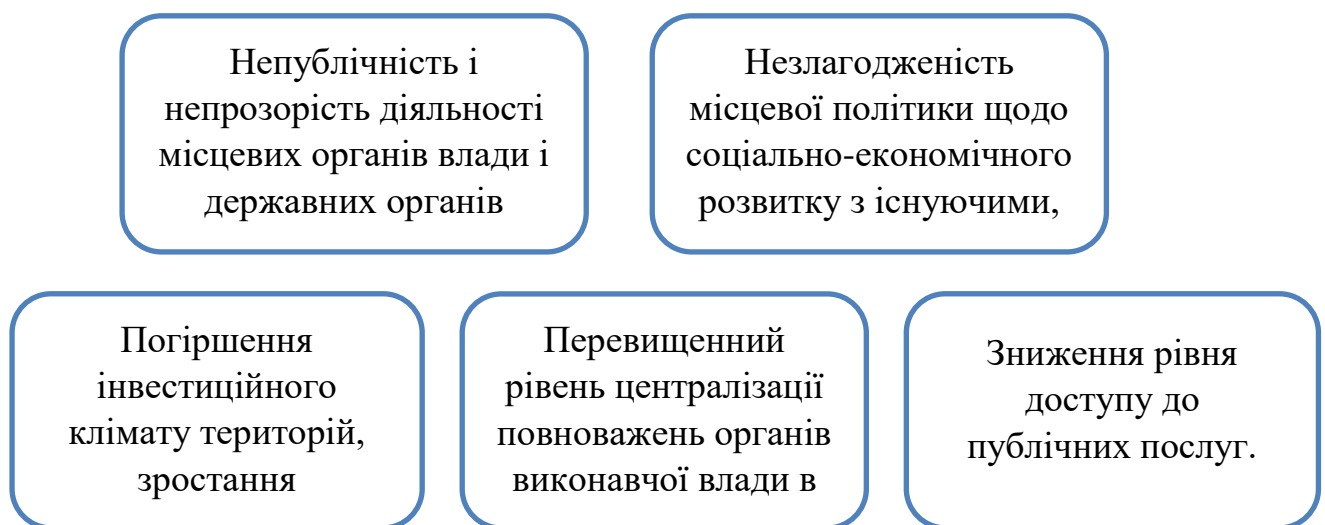 Непублічність і
непрозорість діяльності
місцевих органів влади і
державних органів
Незлагодженість
місцевої політики щодо
соціально-економічного
розвитку з існуючими,
Погіршення
інвестиційного
клімату територій,
зростання
Перевищенний
рівень централізації
повноважень органів
виконавчої влади в
Зниження рівня
доступу до
публічних послуг.